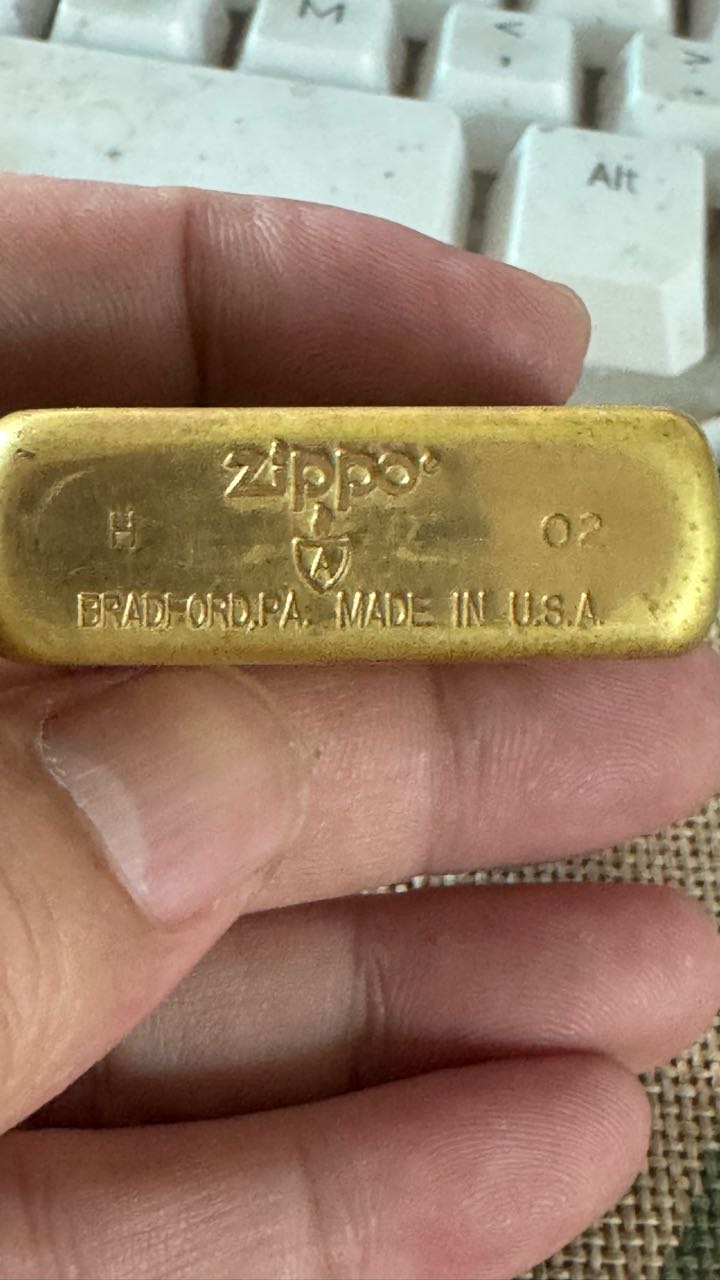 M
<
Alt
zippo®
H 02
A
BRADFORD,PA. MADE IN U.S.A.